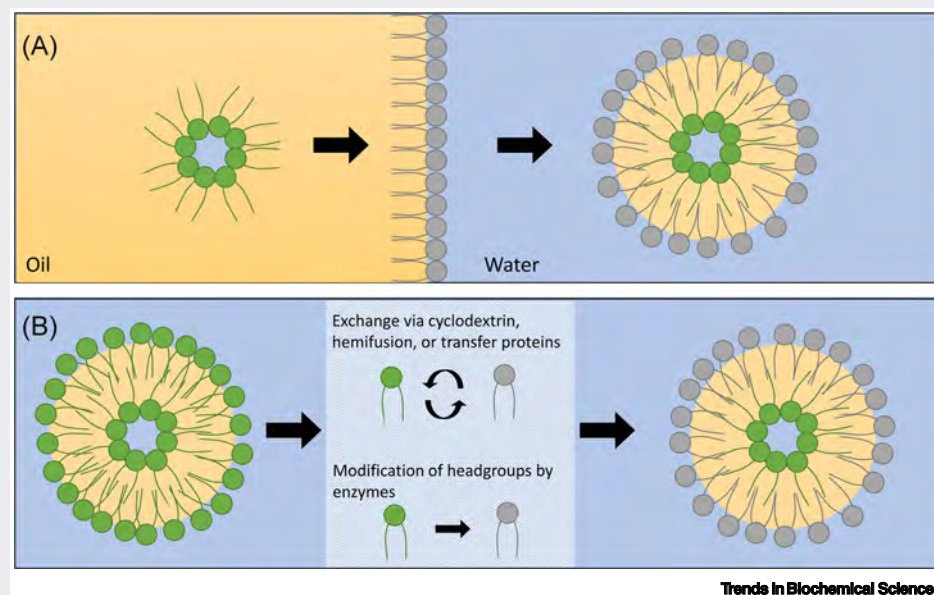 (A)
Oil
Water
(B)
Exchange via cyclodextrin,
hemifusion, or transfer proteins
Modification of headgroups by
enzymes
Trends in Biochemical Sciences